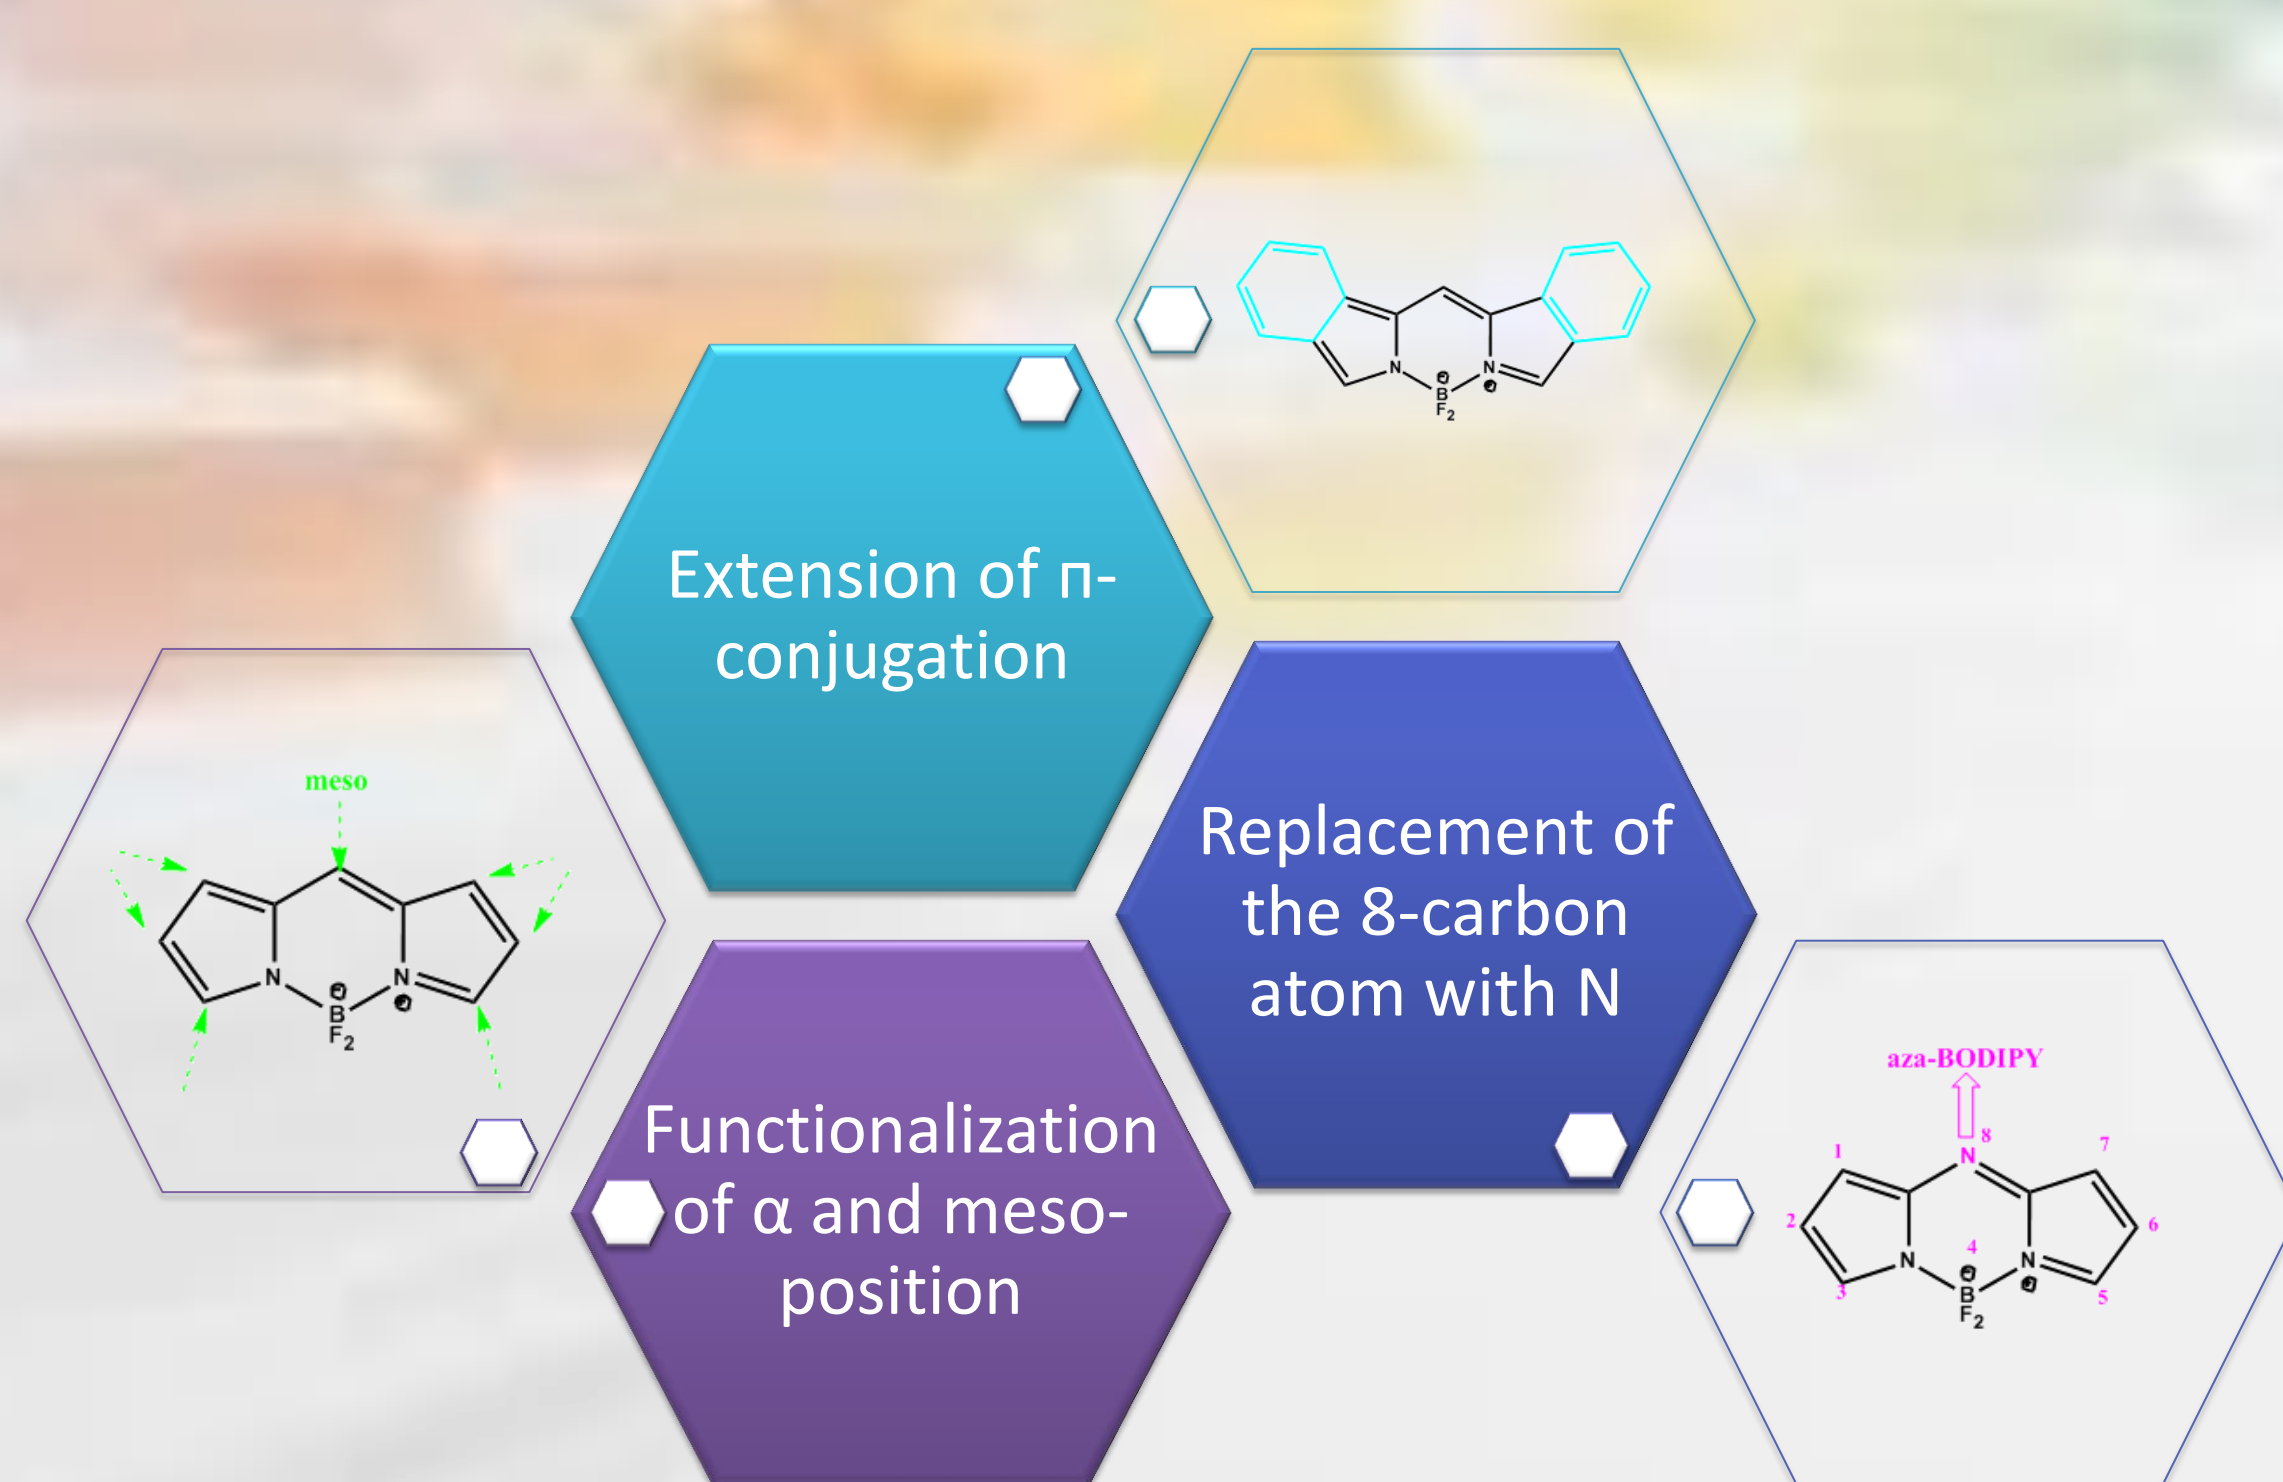 Extension of п-
conjugation
N
N
B
F2
Replacement of
the 8-carbon
atom with N
meso
N
N
B
F2
Functionalization
of α and meso-
position
aza-BODIPY
8
1
7
N
2
6
4
N
N
3
B
5
F2